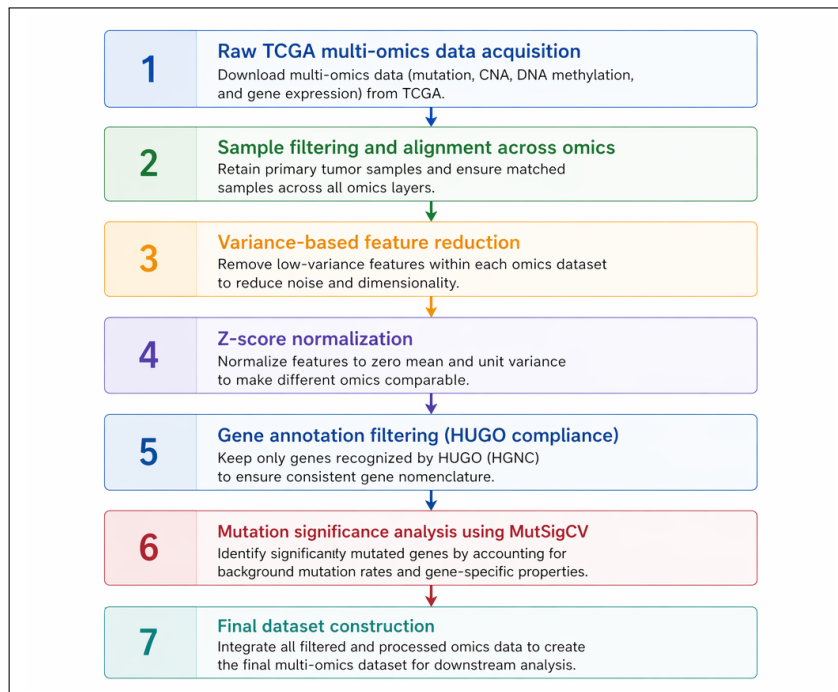 1
Raw TCGA multi-omics data acquisition
Download multi-omics data (mutation, CNA, DNA methylation,
and gene expression) from TCGA.
2
Sample filtering and alignment across omics
Retain primary tumor samples and ensure matched
samples across all omics layers.
3
Variance-based feature reduction
Remove low-variance features within each omics dataset
to reduce noise and dimensionality.
4
Z-score normalization
Normalize features to zero mean and unit variance
to make different omics comparable.
5
Gene annotation filtering (HUGO compliance)
Keep only genes recognized by HUGO (HGNC)
to ensure consistent gene nomenclature.
6
Mutation significance analysis using MutSigCV
Identify significantly mutated genes by accounting for
background mutation rates and gene-specific properties.
7
Final dataset construction
Integrate all filtered and processed omics data to create
the final multi-omics dataset for downstream analysis.